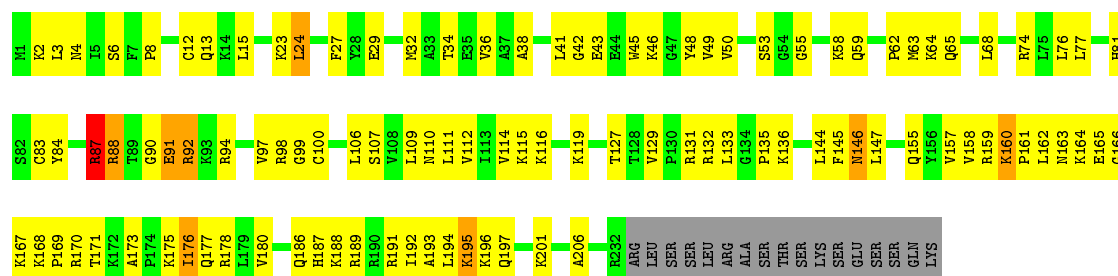 M1 K2 L3 N4 I5 S6 F7 P8 C12 Q13 K14 L15 K23 L24 F27 Y28 E29 M32 A33 T34 E35 V36 A37 A38 L41 G42 E43 E44 W45 K46 G47 Y48 V49 V50 S53 G54 G55 K58 Q59 P62 M63 K64 Q65 L68 R74 L75 L76 L77 H81
S82 C83 Y84 R87 R88 T89 G90 E91 R92 K93 R94 V97 R98 G99 C100 L106 S107 V108 L109 N110 L111 V112 I113 V114 K115 K116 K119 T127 T128 V129 P130 R131 R132 L133 G134 P135 K136 L144 F145 N146 L147 Q155 Y156 V157 V158 R159 K160 P161 L162 N163 K164 E165 G166
K167 K168 P169 R170 T171 K172 A173 P174 K175 I176 Q177 R178 L179 V180 Q186 H187 K188 R189 R190 R191 I192 A193 L194 K195 K196 Q197 K201 A206 R232 ARG LEU SER SER LEU ARG ALA SER THR SER LYS SER GLU SER SER GLN LYS